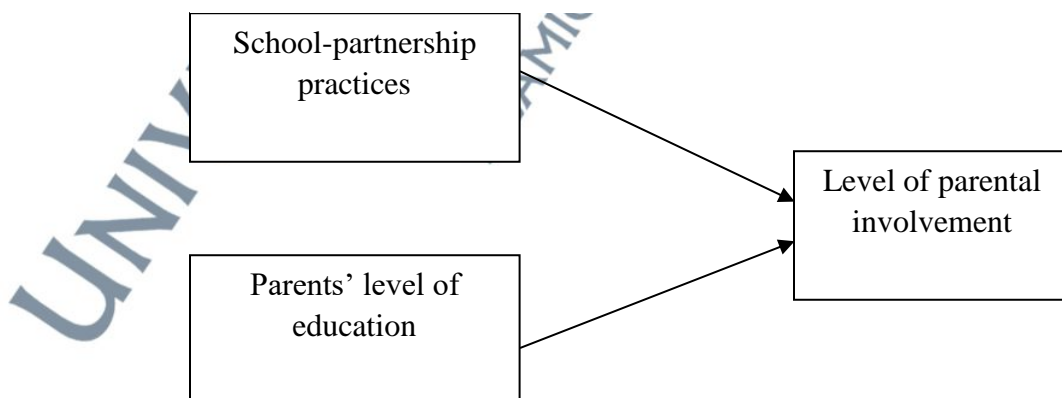 School-partnership
practices
Level of parental
involvement
Parents’ level of
education